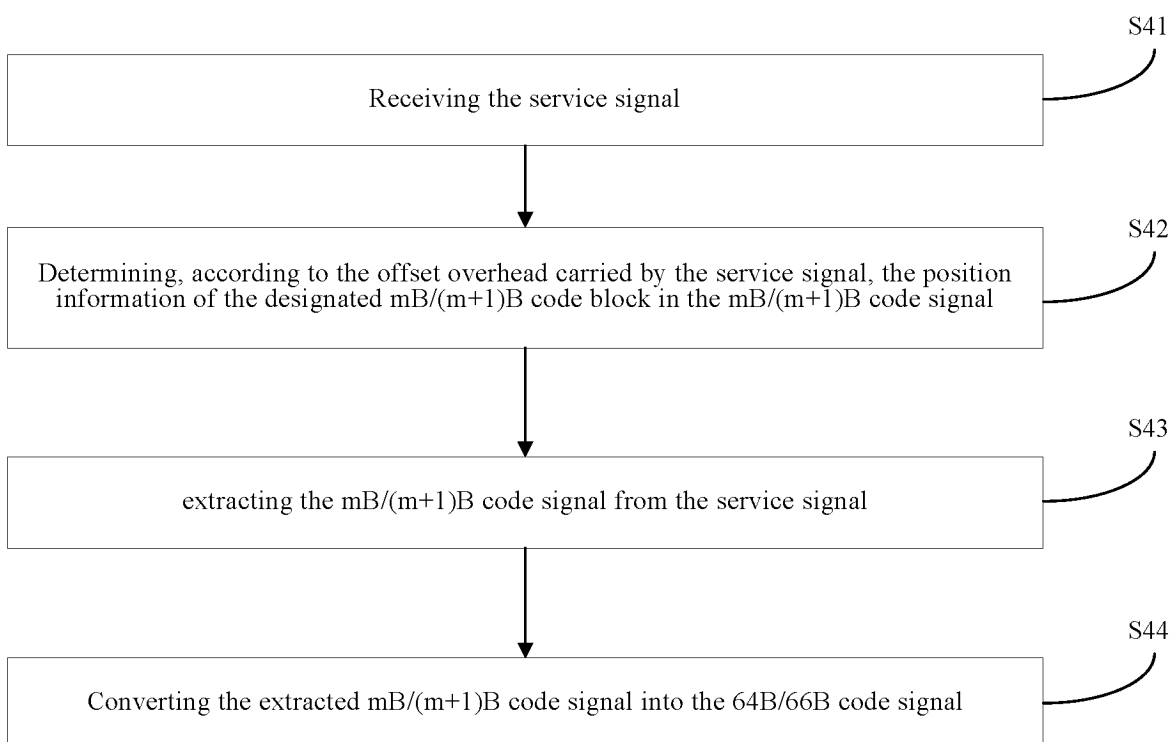 S41
Receiving the service signal
S42
Determining, according to the offset overhead carried by the service signal, the position
information of the designated mB/(m+1)B code block in the mB/(m+1)B code signal
S43
extracting the mB/(m+1)B code signal from the service signal
S44
Converting the extracted mB/(m+1)B code signal into the 64B/66B code signal